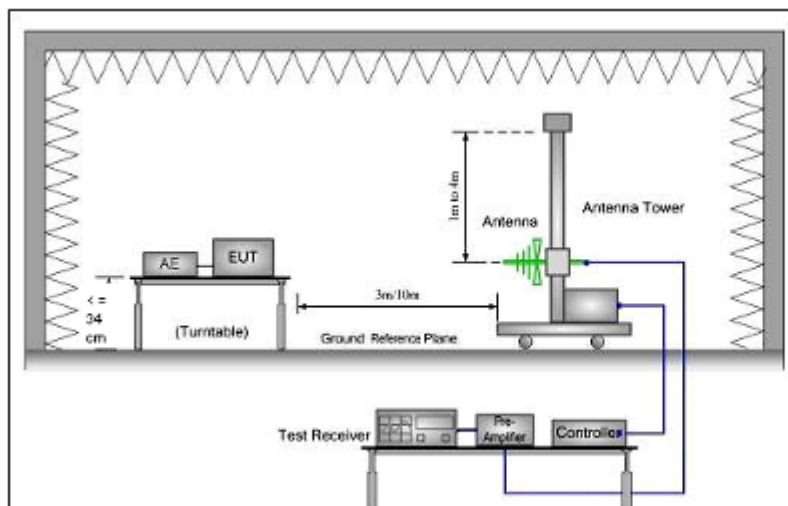 1m to 4m
Antenna
Antenna Tower
AE
EUT
< =
34
cm
(Turntable)
3m/10m
Ground Reference Plane
Test Receiver
Pre-
Amplifier
Controller